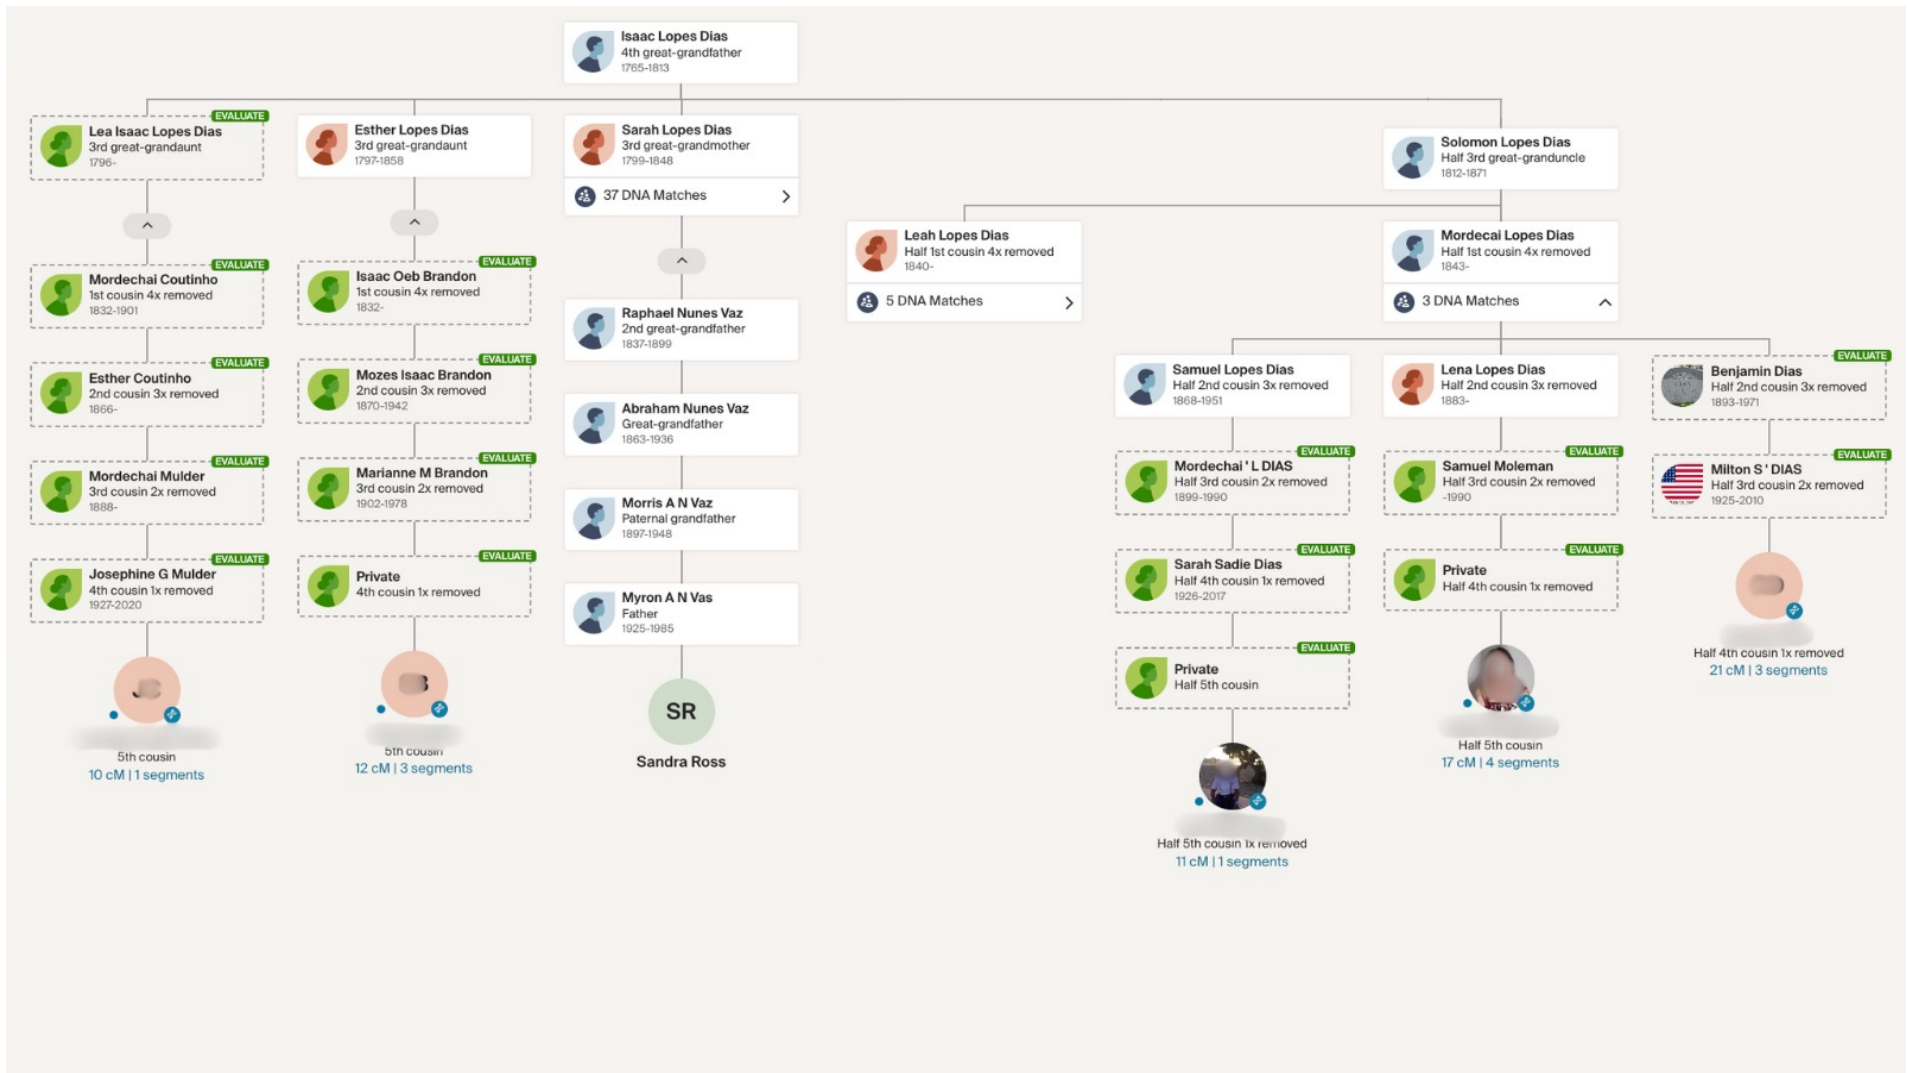 Isaac Lopes Dias
4th great-grandfather
1765-1813
EVALUATE
Lea Isaac Lopes Dias
3rd great-grandaunt
1796-
Esther Lopes Dias
3rd great-grandaunt
1797-1858
Sarah Lopes Dias
3rd great-grandmother
1799-1848
37 DNA Matches
Solomon Lopes Dias
Half 3rd great-granduncle
1812-1871
Leah Lopes Dias
Half 1st cousin 4x removed
1840-
5 DNA Matches
Mordecai Lopes Dias
Half 1st cousin 4x removed
1843-
3 DNA Matches
EVALUATE
Mordechai Coutinho
1st cousin 4x removed
1832-1901
EVALUATE
Esther Coutinho
2nd cousin 3x removed
1866-
EVALUATE
Mordechai Mulder
3rd cousin 2x removed
1888-
EVALUATE
Josephine G Mulder
4th cousin 1x removed
1927-2020
5th cousin
10 cM | 1 segments
EVALUATE
Isaac Oeb Brandon
1st cousin 4x removed
1832-
EVALUATE
Mozes Isaac Brandon
2nd cousin 3x removed
1870-1942
EVALUATE
Marianne M Brandon
3rd cousin 2x removed
1902-1978
EVALUATE
Private
4th cousin 1x removed
5th cousin
12 cM | 3 segments
Raphael Nunes Vaz
2nd great-grandfather
1837-1899
Abraham Nunes Vaz
Great-grandfather
1863-1936
Morris A N Vaz
Paternal grandfather
1897-1948
Myron A N Vas
Father
1925-1985
SR
Sandra Ross
Samuel Lopes Dias
Half 2nd cousin 3x removed
1868-1951
EVALUATE
Mordechai ' L DIAS
Half 3rd cousin 2x removed
1899-1990
EVALUATE
Sarah Sadie Dias
Half 4th cousin 1x removed
1926-2017
EVALUATE
Private
Half 5th cousin
Half 5th cousin 1x removed
11 cM | 1 segments
Lena Lopes Dias
Half 2nd cousin 3x removed
1883-
EVALUATE
Samuel Moleman
Half 3rd cousin 2x removed
-1990
EVALUATE
Private
Half 4th cousin 1x removed
Half 5th cousin
17 cM | 4 segments
EVALUATE
Benjamin Dias
Half 2nd cousin 3x removed
1893-1971
EVALUATE
Milton S ' DIAS
Half 3rd cousin 2x removed
1925-2010
Half 4th cousin 1x removed
21 cM | 3 segments